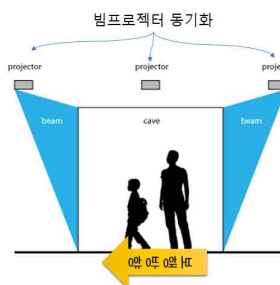 빔프로젝터 동기화
projector
projector
proje
beam
cave
beam